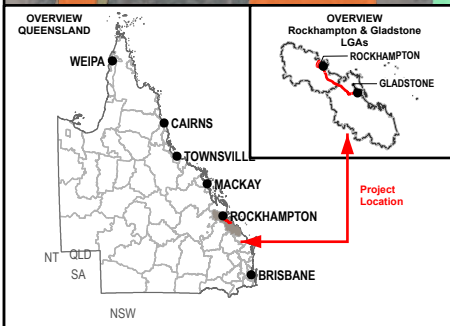 OVERVIEW
QUEENSLAND
WEIPA
CAIRNS
TOWNSVILLE
MACKAY
ROCKHAMPTON
BRISBANE
NT
QLD
SA
NSW
OVERVIEW
Rockhampton & Gladstone
LGAs
ROCKHAMPTON
GLADSTONE
Project
Location